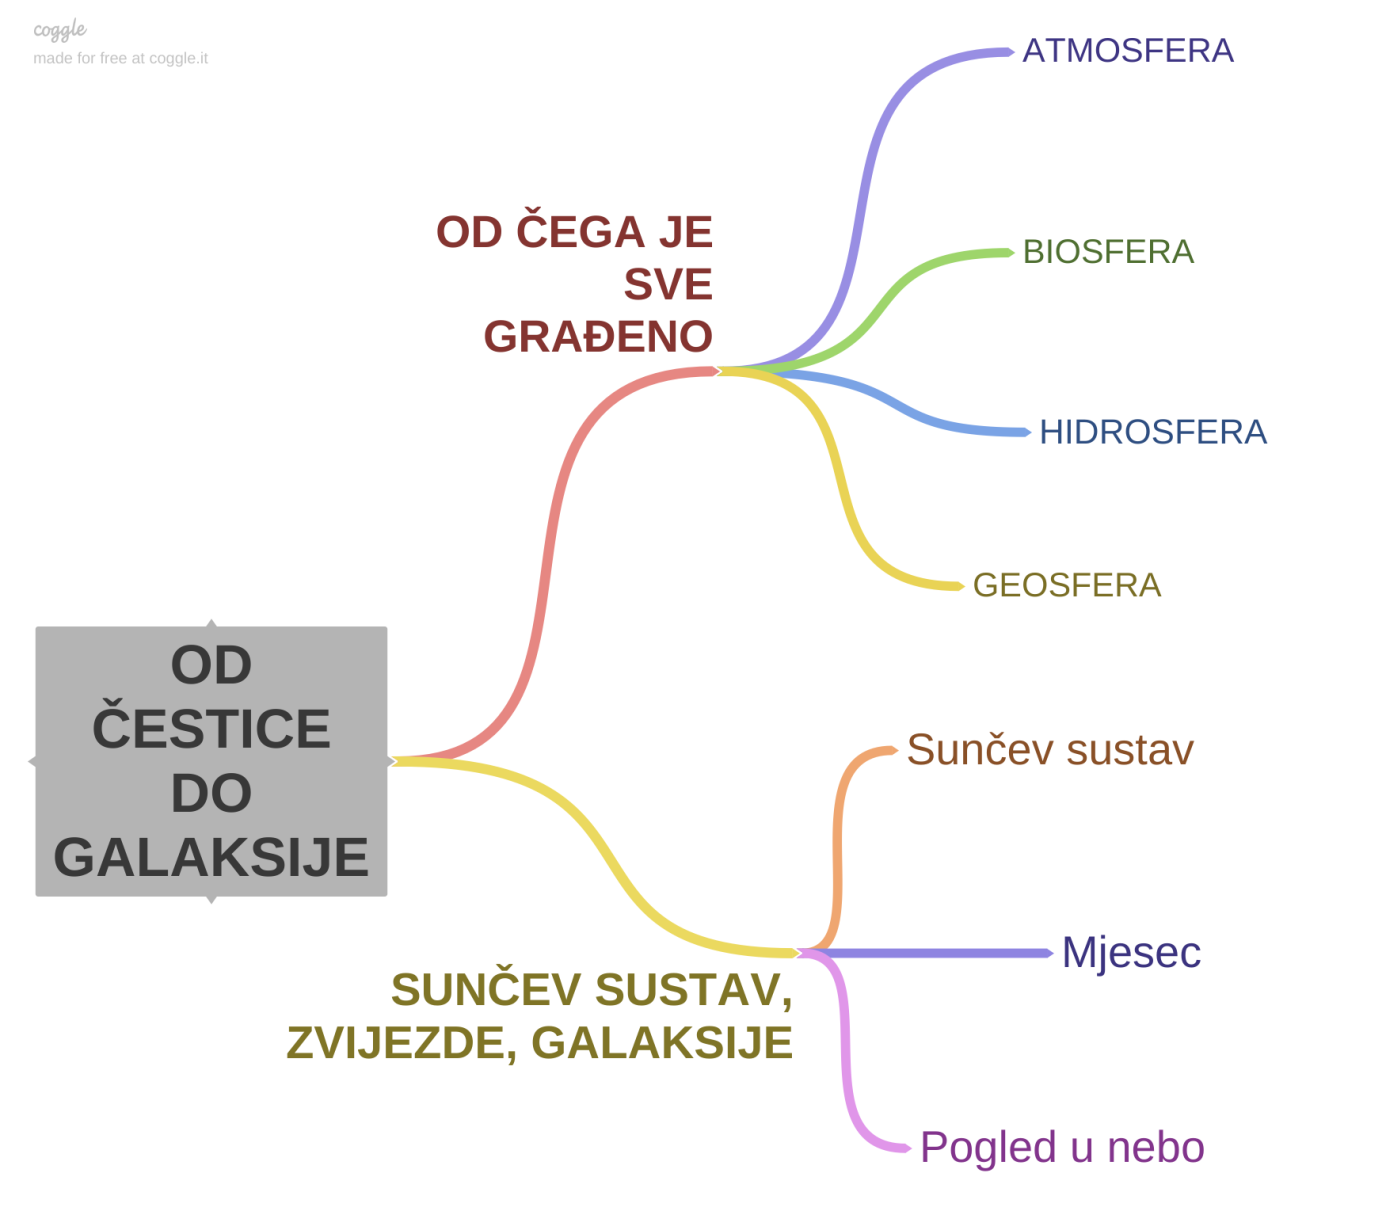 coggle
made for free at coggle.it
OD
ČESTICE
DO
GALAKSIJE
OD ČEGA JE
SVE
GRAĐENO
ATMOSFERA
BIOSFERA
HIDROSFERA
GEOSFERA
SUNČEV SUSTAV,
ZVIJEZDE, GALAKSIJE
Sunčev sustav
Mjesec
Pogled u nebo